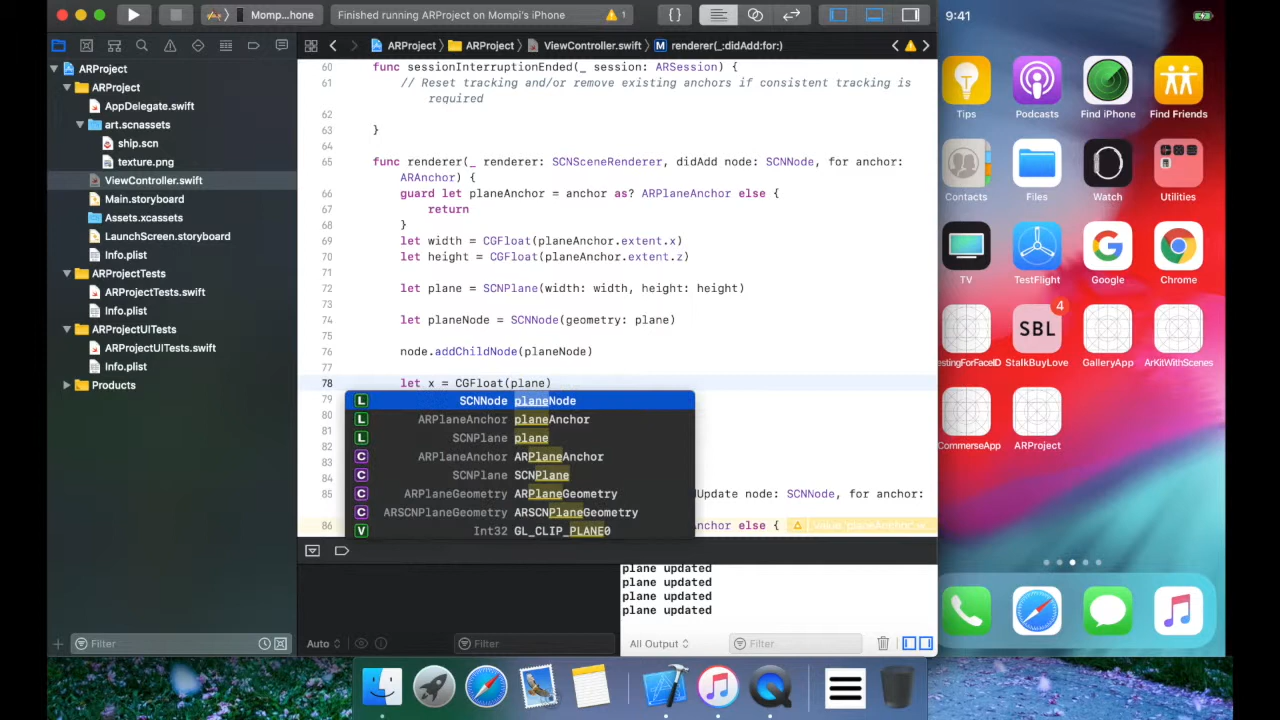 Momp...hone
Finished running ARProject on Mompi's iPhone
1
9:41
ARProject
ARProject
ViewController.swift
M renderer(_:didAdd:for:)
ARProject
ARProject
AppDelegate.swift
art.scnassets
ship.scn
texture.png
ViewController.swift
Main.storyboard
Assets.xcassets
LaunchScreen.storyboard
Info.plist
ARProjectTests
ARProjectTests.swift
Info.plist
ARProjectUITests
ARProjectUITests.swift
Info.plist
Products
Filter
60 func sessionInterruptionEnded(_ session: ARSession) {
61 // Reset tracking and/or remove existing anchors if consistent tracking is
required
62
63 }
64
65 func renderer(_ renderer: SCNSceneRenderer, didAdd node: SCNNode, for anchor:
ARAnchor) {
66 guard let planeAnchor = anchor as? ARPlaneAnchor else {
67 return
68 }
69 let width = CGFloat(planeAnchor.extent.x)
70 let height = CGFloat(planeAnchor.extent.z)
71
72 let plane = SCNPlane(width: width, height: height)
73
74 let planeNode = SCNNode(geometry: plane)
75
76 node.addChildNode(planeNode)
77
78 let x = CGFloat(plane)
79
80
81
82
83
84
85 dUpdate node: SCNNode, for anchor:
86 Anchor else {
L SCNNode planeNode
L ARPlaneAnchor planeAnchor
L SCNPlane plane
C ARPlaneAnchor ARPlaneAnchor
C SCNPlane SCNPlane
C ARPlaneGeometry ARPlaneGeometry
C ARSCNPlaneGeometry ARSCNPlaneGeometry
V Int32 GL_CLIP_PLANE0
plane updated
plane updated
plane updated
plane updated
Auto
Filter
All Output
Filter
Tips
Podcasts
Find iPhone
Find Friends
Contacts
Files
Watch
Utilities
TV
TestFlight
Google
Chrome
4
SBL
estingForFaceID
StalkBuyLove
GalleryApp
ArKitWithScenes
CommerseApp
ARProject